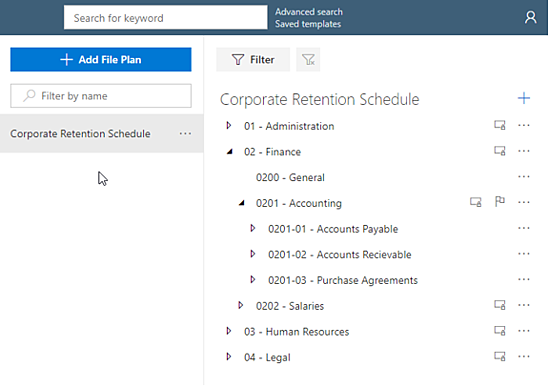 Search for keyword
Advanced search
Saved templates
+ Add File Plan
Filter by name
Corporate Retention Schedule ...
Filter
Corporate Retention Schedule +
01 - Administration ...
02 - Finance ...
0200 - General ...
0201 - Accounting ...
0201-01 - Accounts Payable ...
0201-02 - Accounts Recievable ...
0201-03 - Purchase Agreements ...
0202 - Salaries ...
03 - Human Resources ...
04 - Legal ...